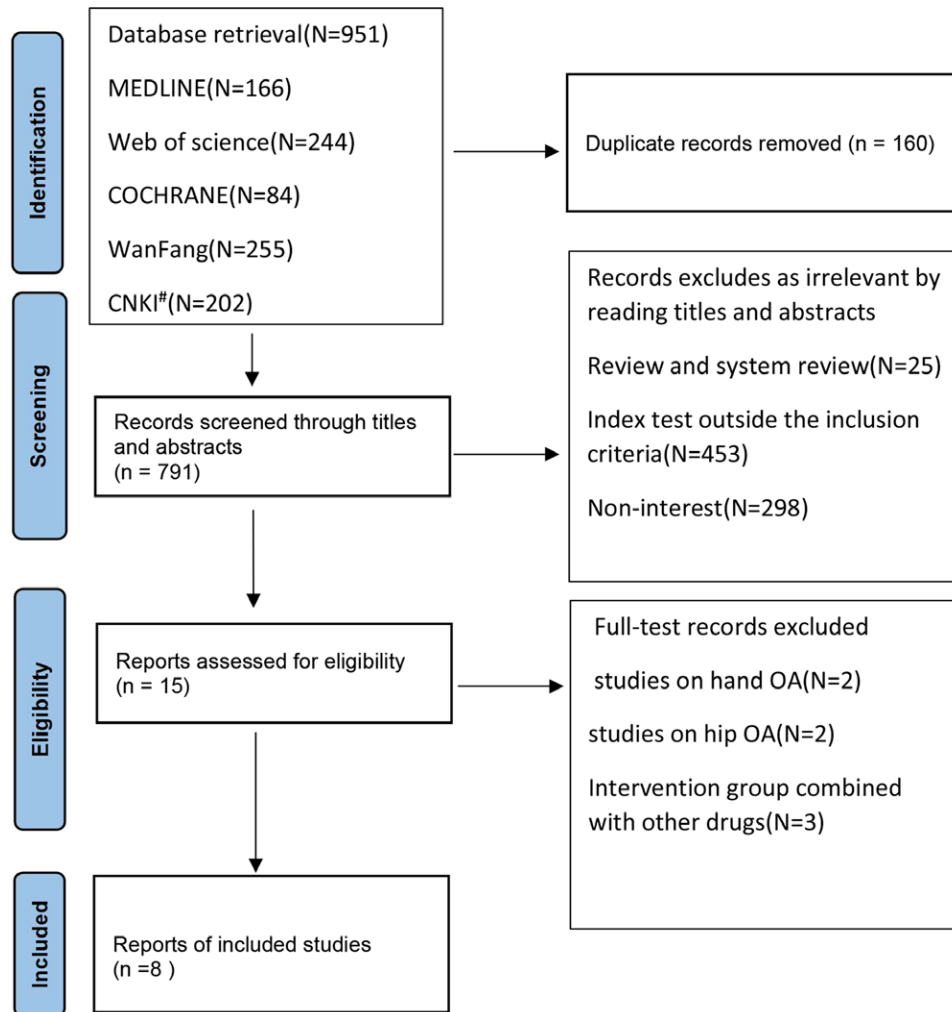 Identification
Database retrieval(N=951)
MEDLINE(N=166)
Web of science(N=244)
COCHRANE(N=84)
WanFang(N=255)
CNKI#(N=202)
Duplicate records removed (n = 160)
Screening
Records screened through titles
and abstracts
(n = 791)
Records excludes as irrelevant by
reading titles and abstracts
Review and system review(N=25)
Index test outside the inclusion
criteria(N=453)
Non-interest(N=298)
Eligibility
Reports assessed for eligibility
(n = 15)
Full-test records excluded
studies on hand OA(N=2)
studies on hip OA(N=2)
Intervention group combined
with other drugs(N=3)
Included
Reports of included studies
(n =8 )